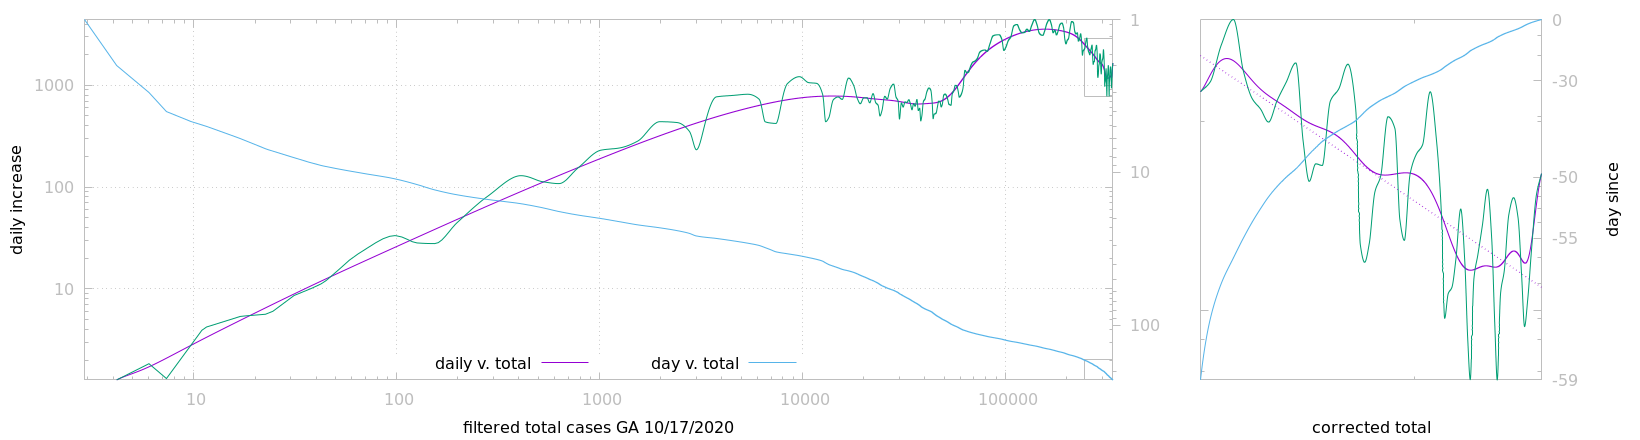 1
0
1000
-30
daily increase
100
10
-50
day since
-55
10
100
daily v. total
day v. total
-59
10
100
1000
10000
100000
filtered total cases GA 10/17/2020
corrected total